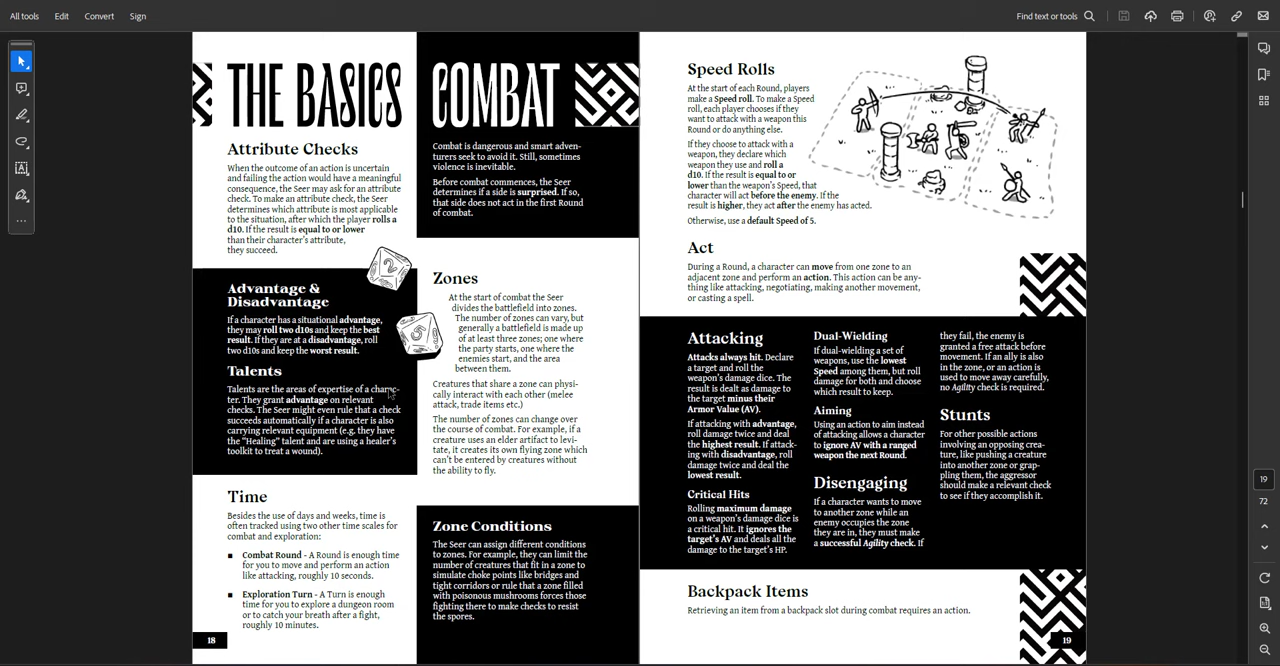 All tools
Edit
Convert
Sign
Find text or tools
THE BASICS
Attribute Checks
When the outcome of an action is uncertain
and failing the action would have a meaningful
consequence, the Seer may ask for an attribute
check. To make an attribute check, the Seer
determines which attribute is most applicable
to the situation, after which the player rolls a
d10. If the result is equal to or lower
than their character's attribute,
they succeed.
2
6
Advantage &
Disadvantage
If a character has a situational advantage,
they may roll two d10s and keep the best
result. If they are at a disadvantage, roll
two d10s and keep the worst result.
Talents
Talents are the areas of expertise of a charac-
ter. They grant advantage on relevant
checks. The Seer might even rule that a check
succeeds automatically if a character is also
carrying relevant equipment (e.g. they have
the "Healing" talent and are using a healer's
toolkit to treat a wound).
Time
Besides the use of days and weeks, time is
often tracked using two other time scales for
combat and exploration:
■ Combat Round - A Round is enough time
for you to move and perform an action
like attacking, roughly 10 seconds.
■ Exploration Turn - A Turn is enough
time for you to explore a dungeon room
or to catch your breath after a fight,
roughly 10 minutes.
18
COMBAT
Combat is dangerous and smart adven-
turers seek to avoid it. Still, sometimes
violence is inevitable.
Before combat commences, the Seer
determines if a side is surprised. If so,
that side does not act in the first Round
of combat.
Zones
At the start of combat the Seer
divides the battlefield into zones.
The number of zones can vary, but
generally a battlefield is made up
of at least three zones; one where
the party starts, one where the
enemies start, and the area
between them.
Creatures that share a zone can physi-
cally interact with each other (melee
attack, trade items etc.)
The number of zones can change over
the course of combat. For example, if a
creature uses an elder artifact to levi-
tate, it creates its own flying zone which
can't be entered by creatures without
the ability to fly.
Zone Conditions
The Seer can assign different conditions
to zones. For example, they can limit the
number of creatures that fit in a zone to
simulate choke points like bridges and
tight corridors or rule that a zone filled
with poisonous mushrooms forces those
fighting there to make checks to resist
the spores.
Speed Rolls
At the start of each Round, players
make a Speed roll. To make a Speed
roll, each player chooses if they
want to attack with a weapon this
Round or do anything else.
If they choose to attack with a
weapon, they declare which
weapon they use and roll a
d10. If the result is equal to or
lower than the weapon's Speed, that
character will act before the enemy. If the
result is higher, they act after the enemy has acted.
Otherwise, use a default Speed of 5.
Act
During a Round, a character can move from one zone to an
adjacent zone and perform an action. This action can be any-
thing like attacking, negotiating, making another movement,
or casting a spell.
Attacking
Attacks always hit. Declare
a target and roll the
weapon's damage dice. The
result is dealt as damage to
the target minus their
Armor Value (AV).
If attacking with advantage,
roll damage twice and deal
the highest result. If attack-
ing with disadvantage, roll
damage twice and deal the
lowest result.
Critical Hits
Rolling maximum damage
on a weapon's damage dice is
a critical hit. It ignores the
target's AV and deals all the
damage to the target's HP.
Dual-Wielding
If dual-wielding a set of
weapons, use the lowest
Speed among them, but roll
damage for both and choose
which result to keep.
Aiming
Using an action to aim instead
of attacking allows a character
to ignore AV with a ranged
weapon the next Round.
Disengaging
If a character wants to move
to another zone while an
enemy occupies the zone
they are in, they must make
a successful Agility check. If
they fail, the enemy is
granted a free attack before
movement. If an ally is also
in the zone, or an action is
used to move away carefully,
no Agility check is required.
Stunts
For other possible actions
involving an opposing crea-
ture, like pushing a creature
into another zone or grap-
pling them, the aggressor
should make a relevant check
to see if they accomplish it.
Backpack Items
Retrieving an item from a backpack slot during combat requires an action.
19
19
72